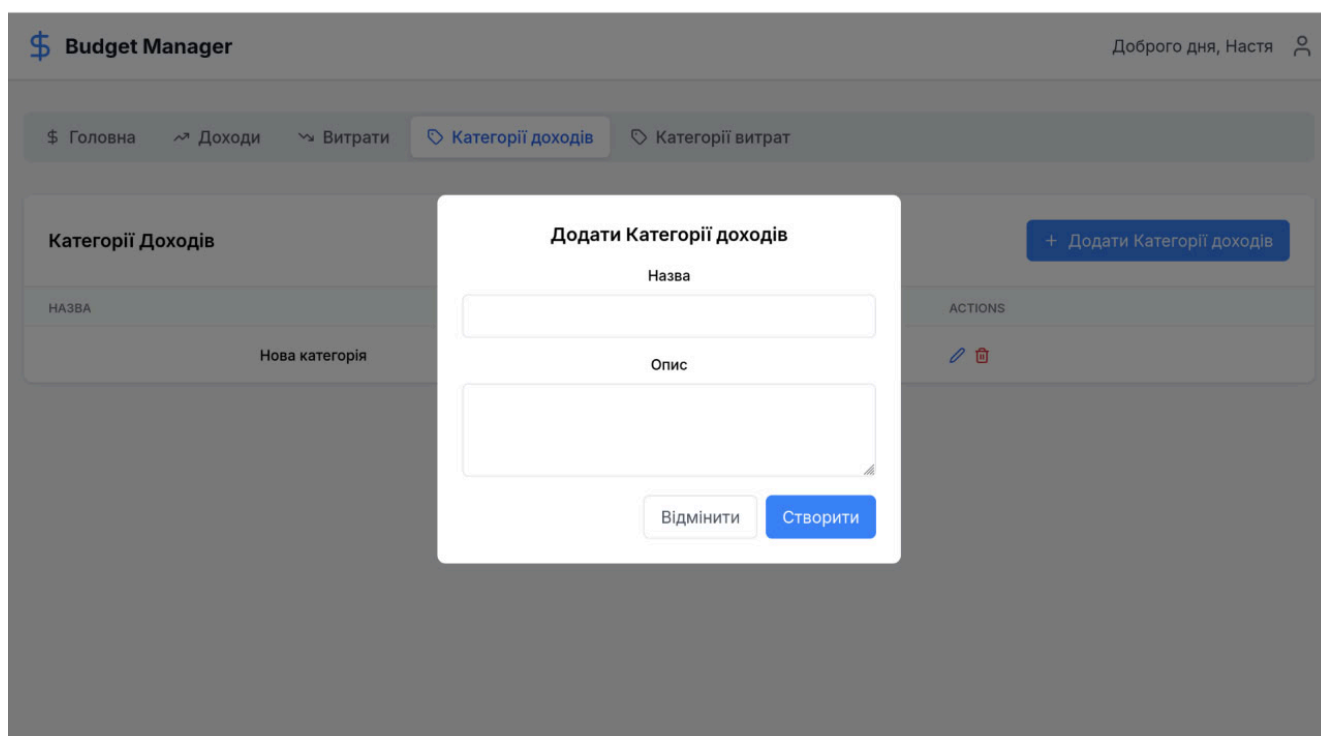 Budget Manager
Доброго дня, Настя
$ Головна Доходи Витрати Категорії доходів Категорії витрат
Категорії Доходів
+ Додати Категорії доходів
НАЗВА
ACTIONS
Нова категорія
Додати Категорії доходів
Назва
Опис
Відмінити
Створити